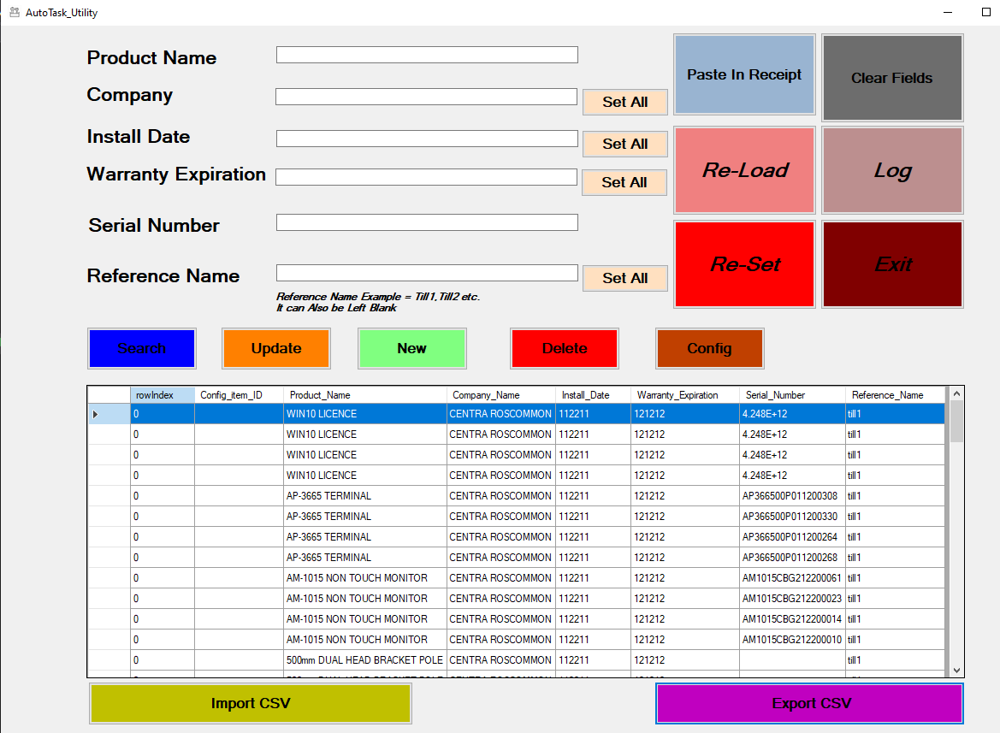 AutoTask_Utility
Product Name
Company
Set All
Install Date
Set All
Warranty Expiration
Set All
Serial Number
Reference Name
Set All
Reference Name Example = Till1,Till2 etc.
It can Also be Left Blank
Paste In Receipt
Clear Fields
Re-Load
Log
Re-Set
Exit
Search Update New Delete Config
rowIndex Config_item_ID Product_Name Company_Name Install_Date Warranty_Expiration Serial_Number Reference_Name
0 WIN10 LICENCE CENTRA ROSCOMMON 112211 121212 4.248E+12 till1
0 WIN10 LICENCE CENTRA ROSCOMMON 112211 121212 4.248E+12 till1
0 WIN10 LICENCE CENTRA ROSCOMMON 112211 121212 4.248E+12 till1
0 WIN10 LICENCE CENTRA ROSCOMMON 112211 121212 4.248E+12 till1
0 AP-3665 TERMINAL CENTRA ROSCOMMON 112211 121212 AP366500P011200308 till1
0 AP-3665 TERMINAL CENTRA ROSCOMMON 112211 121212 AP366500P011200330 till1
0 AP-3665 TERMINAL CENTRA ROSCOMMON 112211 121212 AP366500P011200264 till1
0 AP-3665 TERMINAL CENTRA ROSCOMMON 112211 121212 AP366500P011200268 till1
0 AM-1015 NON TOUCH MONITOR CENTRA ROSCOMMON 112211 121212 AM1015CBG212200061 till1
0 AM-1015 NON TOUCH MONITOR CENTRA ROSCOMMON 112211 121212 AM1015CBG212200023 till1
0 AM-1015 NON TOUCH MONITOR CENTRA ROSCOMMON 112211 121212 AM1015CBG212200014 till1
0 AM-1015 NON TOUCH MONITOR CENTRA ROSCOMMON 112211 121212 AM1015CBG212200010 till1
0 500mm DUAL HEAD BRACKET POLE CENTRA ROSCOMMON 112211 121212 till1
Import CSV Export CSV